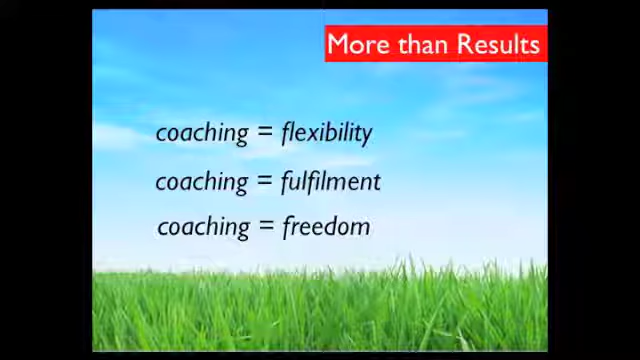 More than Results
coaching = flexibility
coaching = fulfilment
coaching = freedom